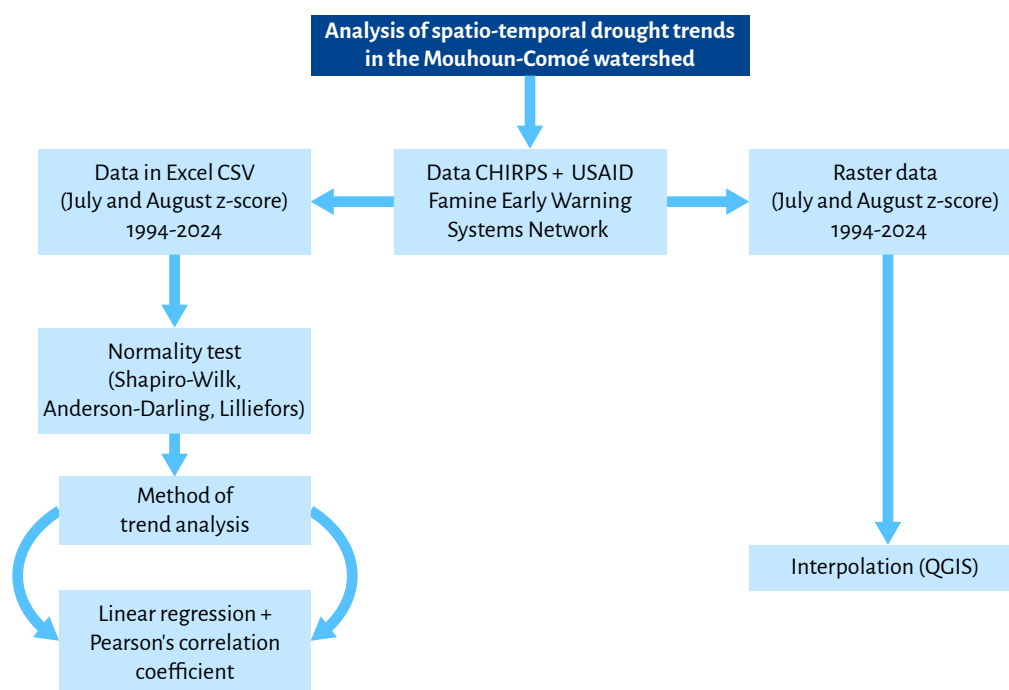 Analysis of spatio-temporal drought trends
in the Mouhoun-Comoé watershed
Data in Excel CSV
(July and August z-score)
1994-2024
Data CHIRPS + USAID
Famine Early Warning
Systems Network
Raster data
(July and August z-score)
1994-2024
Normality test
(Shapiro-Wilk,
Anderson-Darling, Lilliefors)
Method of
trend analysis
Linear regression +
Pearson's correlation
coefficient
Interpolation (QGIS)